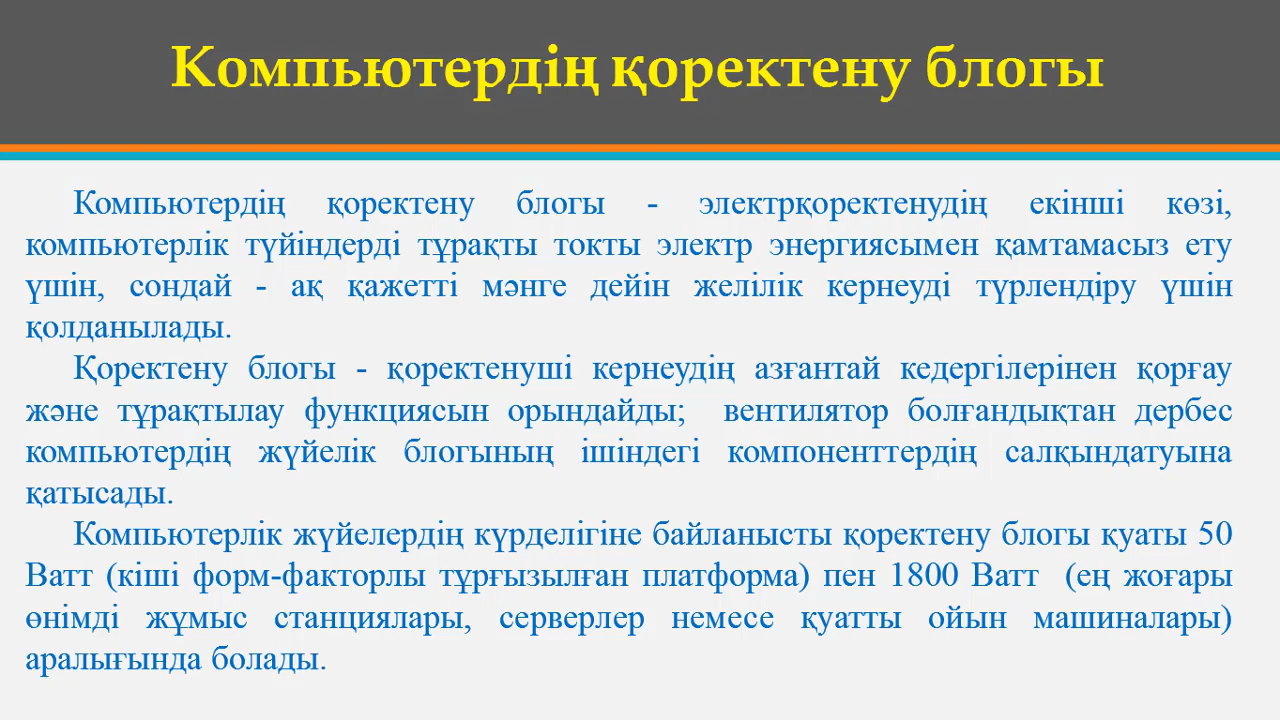 Компьютердің қоректену блогы
Компьютердің қоректену блогы - электрқоректенудің екінші көзі,
компьютерлік түйіндерді тұрақты токты электр энергиясымен қамтамасыз ету
үшін, сондай - ақ қажетті мәнге дейін желілік кернеуді түрлендіру үшін
қолданылады.
Қоректену блогы - қоректенуші кернеудің азғантай кедергілерінен қорғау
және тұрақтылау функциясын орындайды; вентилятор болғандықтан дербес
компьютердің жүйелік блогының ішіндегі компоненттердің салқындатуына
қатысады.
Компьютерлік жүйелердің күрделігіне байланысты қоректену блогы қуаты 50
Ватт (кіші форм-факторлы тұрғызылған платформа) пен 1800 Ватт (ең жоғары
өнімді жұмыс станциялары, серверлер немесе қуатты ойын машиналары)
аралығында болады.